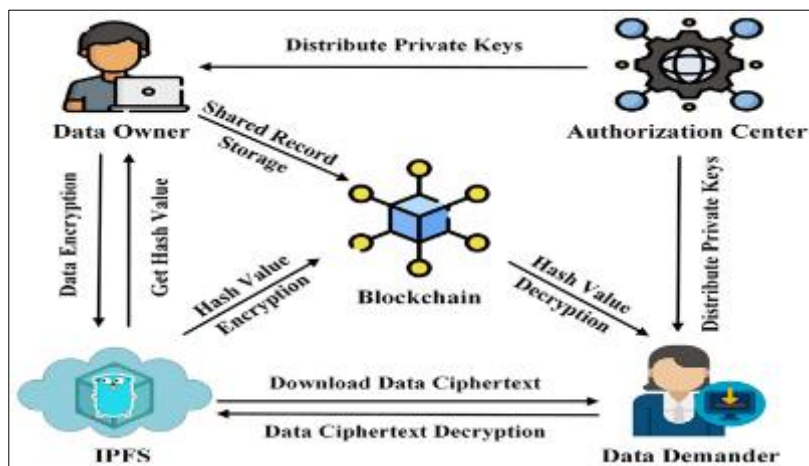 Distribute Private Keys
Data Owner
Authorization Center
Shared Record
Storage
Data Encryption
Get Hash Value
Distribute Private Keys
Hash Value
Encryption
Blockchain
Hash Value
Decryption
Download Data Ciphertext
Data Ciphertext Decryption
IPFS
Data Demander